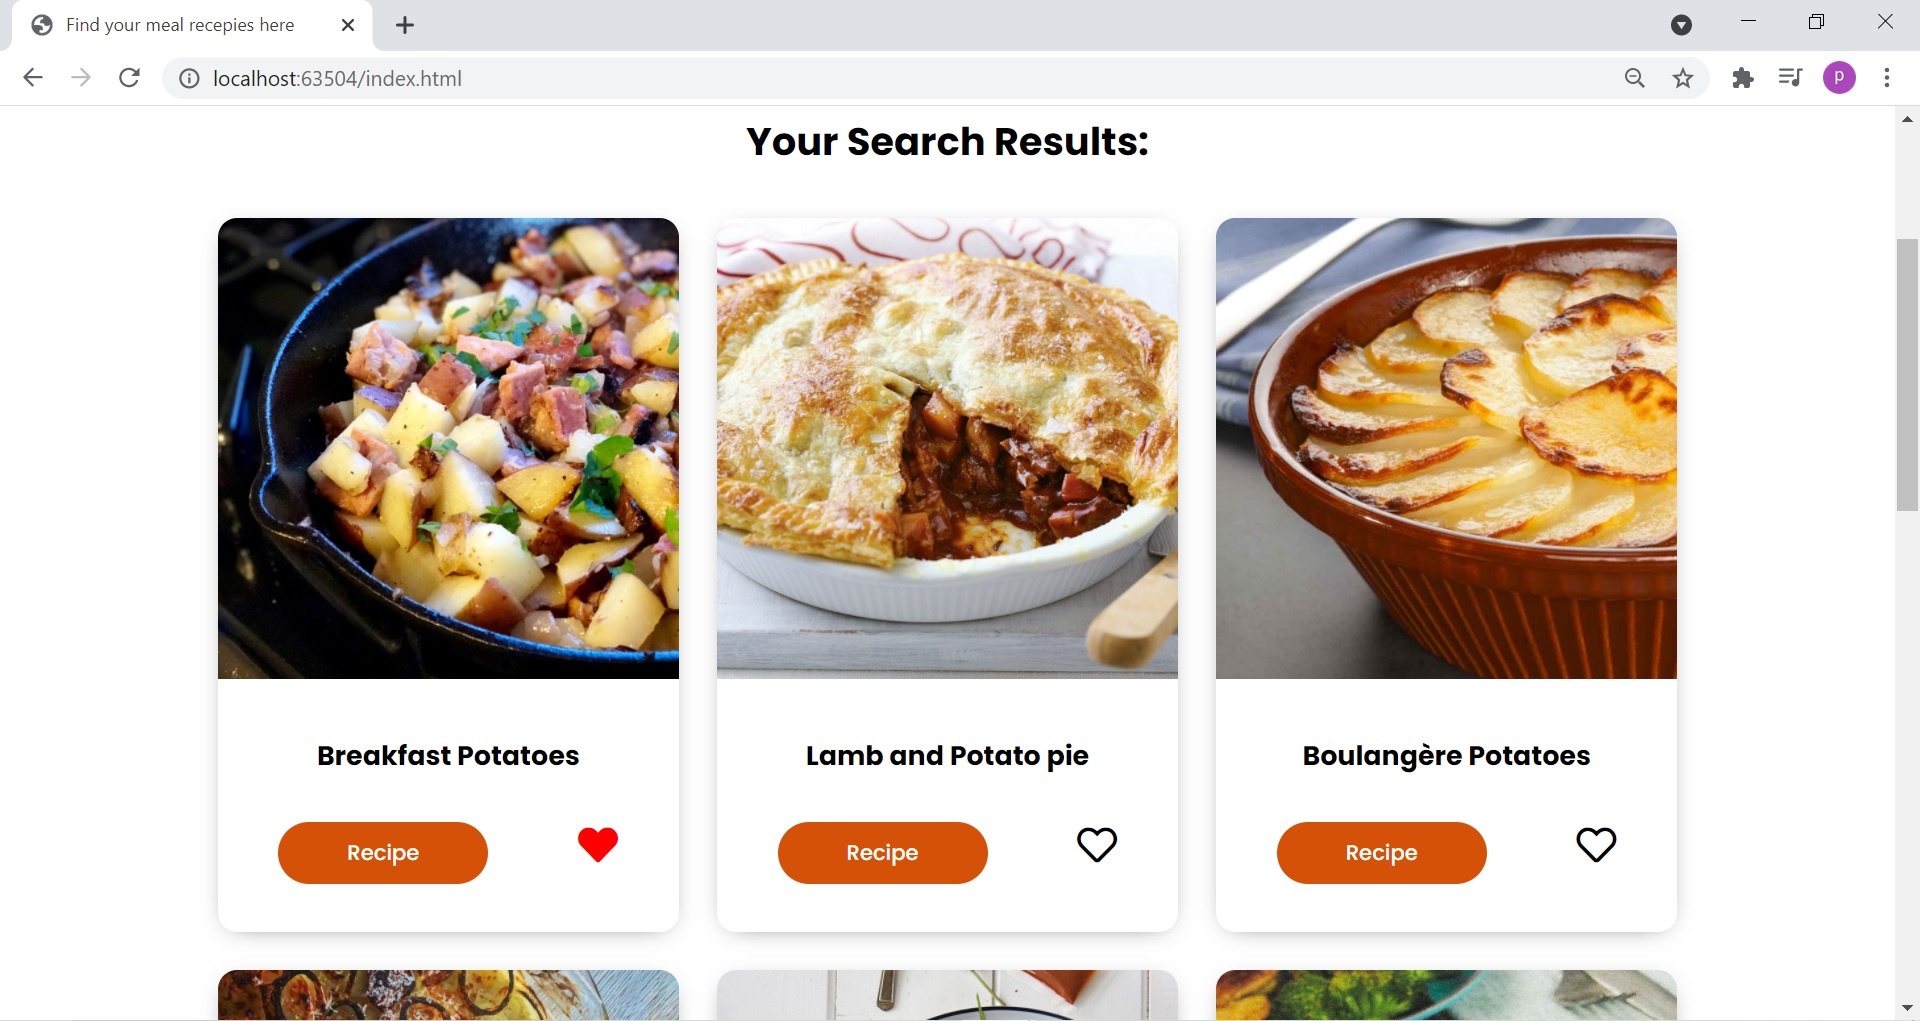 Find your meal recepies here
localhost:63504/index.html
p
Your Search Results:
Breakfast Potatoes
Lamb and Potato pie
Boulangère Potatoes
Recipe
Recipe
Recipe